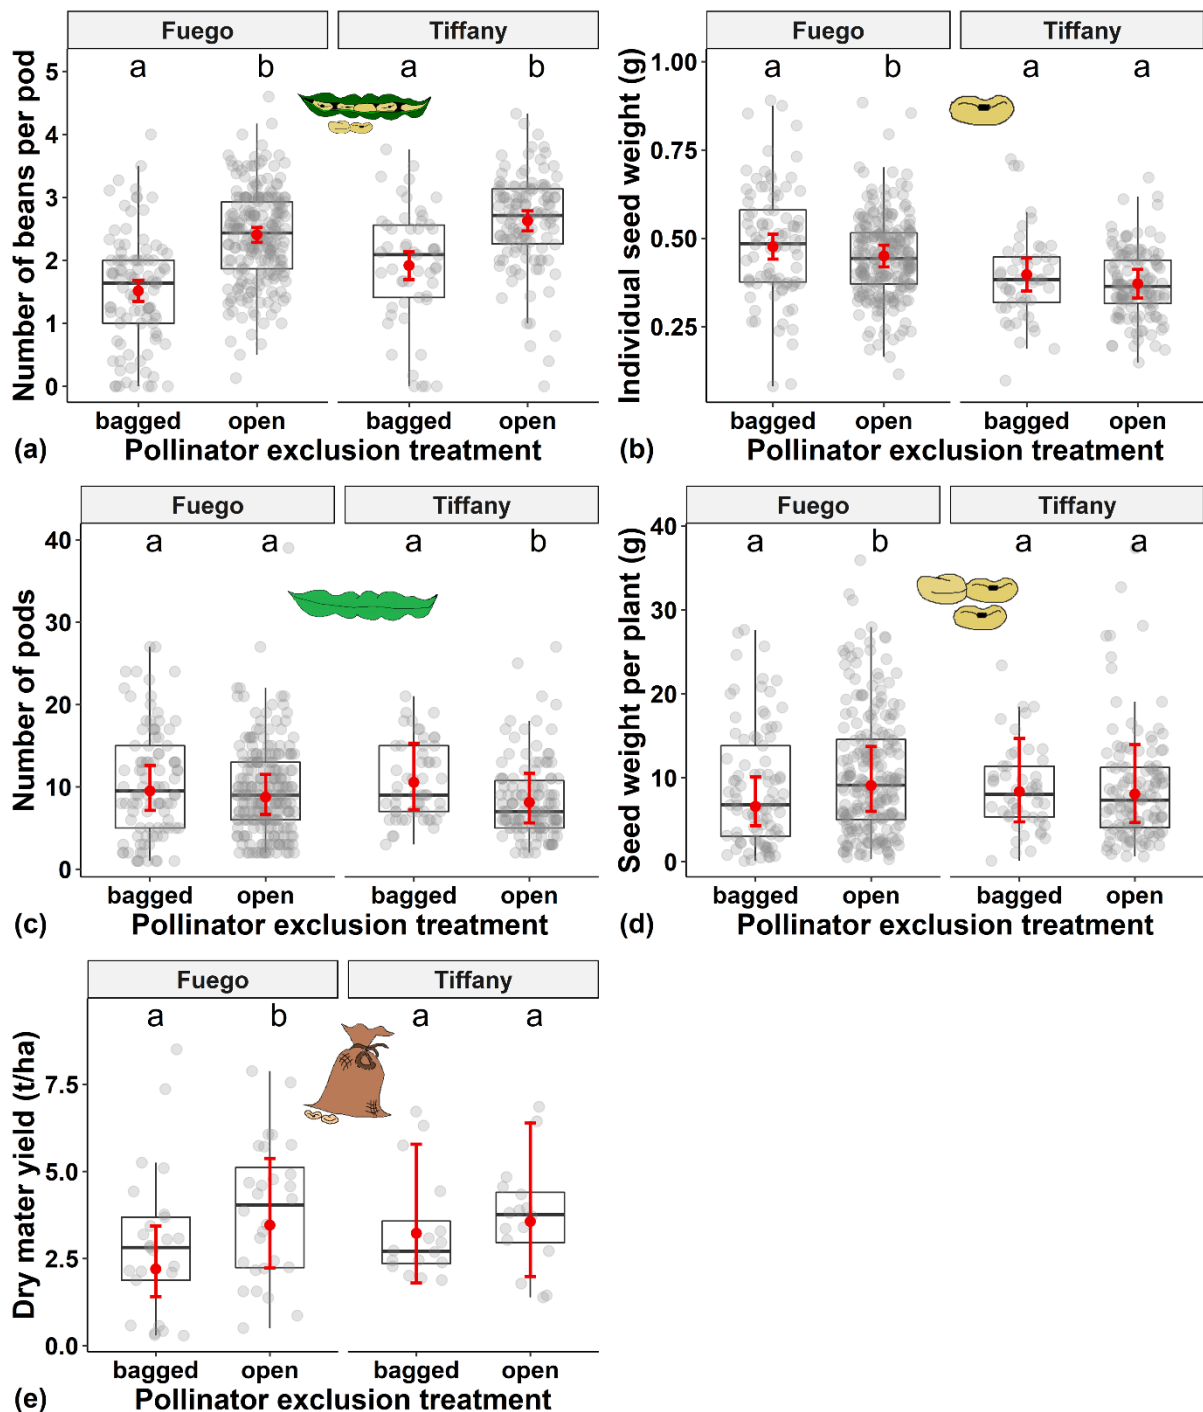 Fuego Tiffany
a b a b
Number of beans per pod
5
4
3
2
1
0
bagged open bagged open
(a) Pollinator exclusion treatment
Fuego Tiffany
a b a a
Individual seed weight (g)
1.00
0.75
0.50
0.25
bagged open bagged open
(b) Pollinator exclusion treatment
Fuego Tiffany
a a a b
Number of pods
40
30
20
10
0
bagged open bagged open
(c) Pollinator exclusion treatment
Fuego Tiffany
a b a a
Seed weight per plant (g)
40
30
20
10
0
bagged open bagged open
(d) Pollinator exclusion treatment
Fuego Tiffany
a b a a
Dry mater yield (t/ha)
7.5
5.0
2.5
0.0
bagged open bagged open
(e) Pollinator exclusion treatment